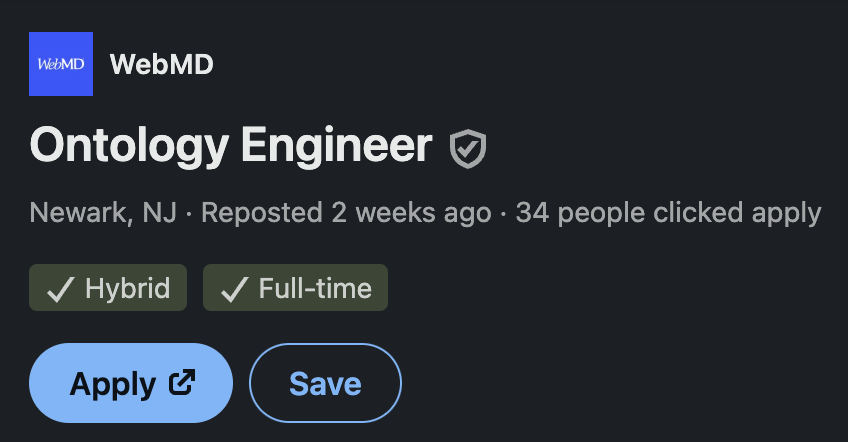 WebMD WebMD
Ontology Engineer
Newark, NJ · Reposted 2 weeks ago · 34 people clicked apply
Hybrid Full-time
Apply Save